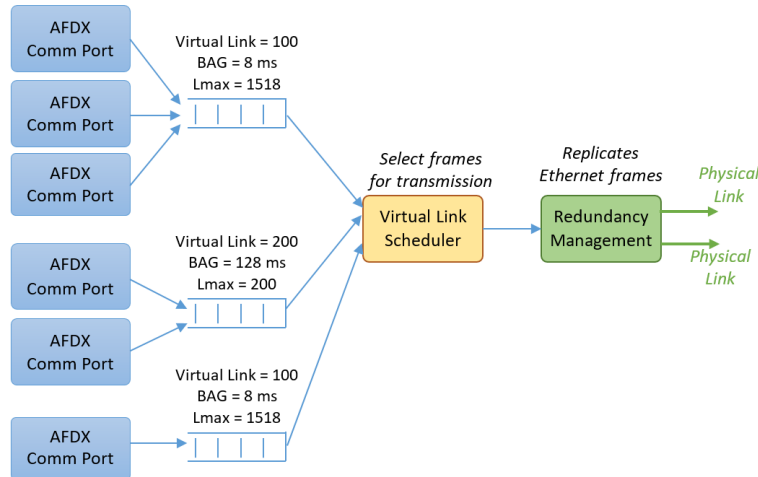 AFDX
Comm Port
Virtual Link = 100
BAG = 8 ms
Lmax = 1518
AFDX
Comm Port
AFDX
Comm Port
Select frames
for transmission
Replicates
Ethernet frames
Physical
Link
Virtual Link
Scheduler
Redundancy
Management
Physical
Link
AFDX
Comm Port
Virtual Link = 200
BAG = 128 ms
Lmax = 200
AFDX
Comm Port
Virtual Link = 100
BAG = 8 ms
Lmax = 1518
AFDX
Comm Port